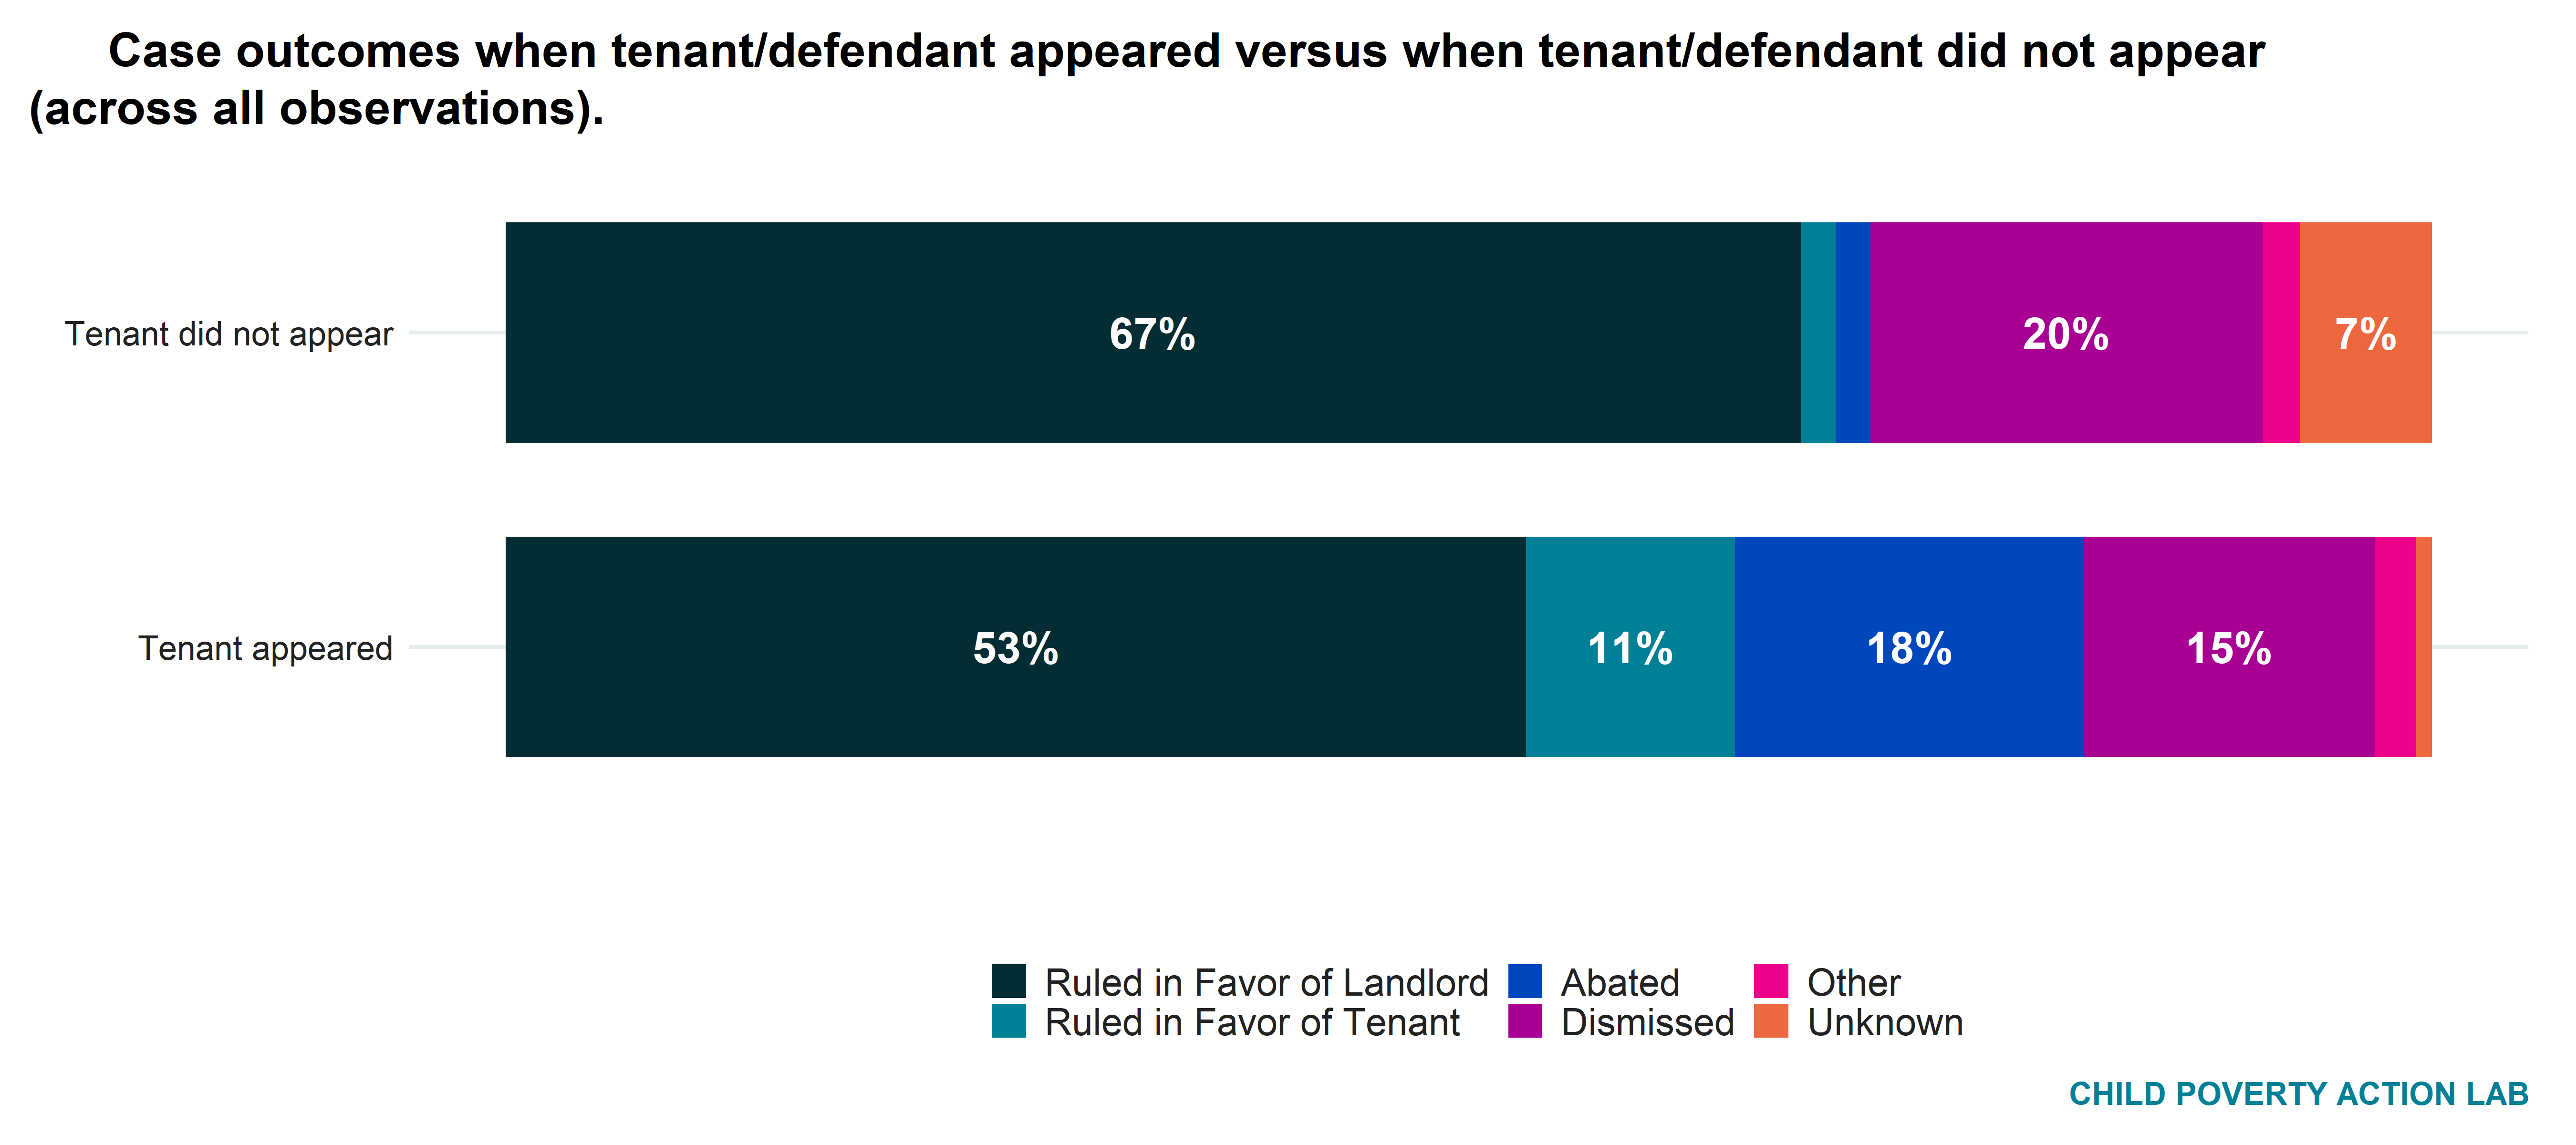 Case outcomes when tenant/defendant appeared versus when tenant/defendant did not appear
(across all observations).
Tenant did not appear
67%
20%
7%
Tenant appeared
53%
11%
18%
15%
Ruled in Favor of Landlord
Abated
Other
Ruled in Favor of Tenant
Dismissed
Unknown
CHILD POVERTY ACTION LAB